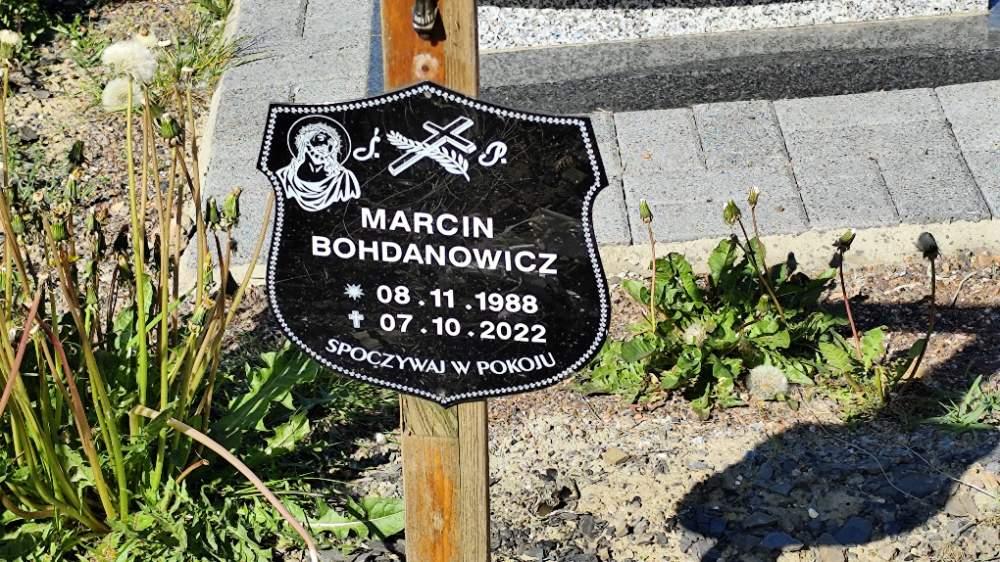 Ś. P.
MARCIN
BOHDANOWICZ
08.11.1988
07.10.2022
SPOCZYWAJ W POKOJU